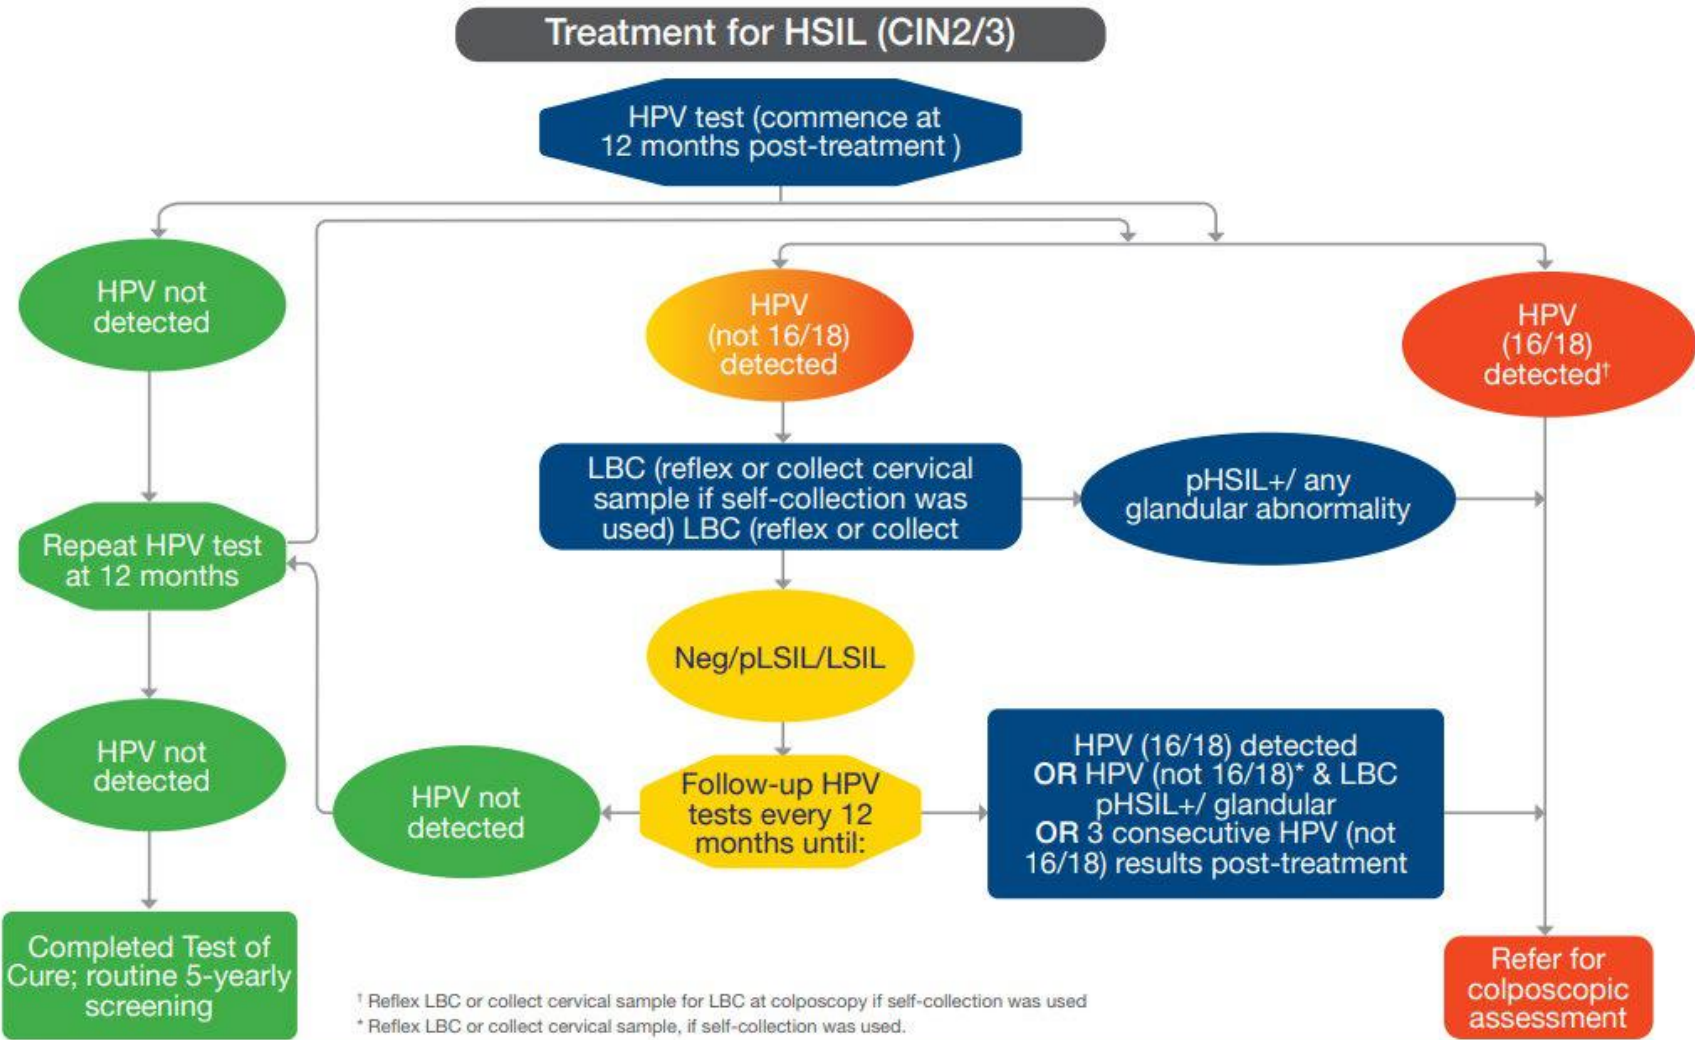 Treatment for HSIL (CIN2/3)
HPV test (commence at
12 months post-treatment )
HPV not
detected
HPV
(not 16/18)
detected
HPV
(16/18)
detected†
LBC (reflex or collect cervical
sample if self-collection was
used) LBC (reflex or collect
pHSIL+/ any
glandular abnormality
Repeat HPV test
at 12 months
Neg/pLSIL/LSIL
HPV not
detected
HPV not
detected
Follow-up HPV
tests every 12
months until:
HPV (16/18) detected
OR HPV (not 16/18)* & LBC
pHSIL+/ glandular
OR 3 consecutive HPV (not
16/18) results post-treatment
Completed Test of
Cure; routine 5-yearly
screening
Refer for
colposcopic
assessment
† Reflex LBC or collect cervical sample for LBC at colposcopy if self-collection was used
* Reflex LBC or collect cervical sample, if self-collection was used.